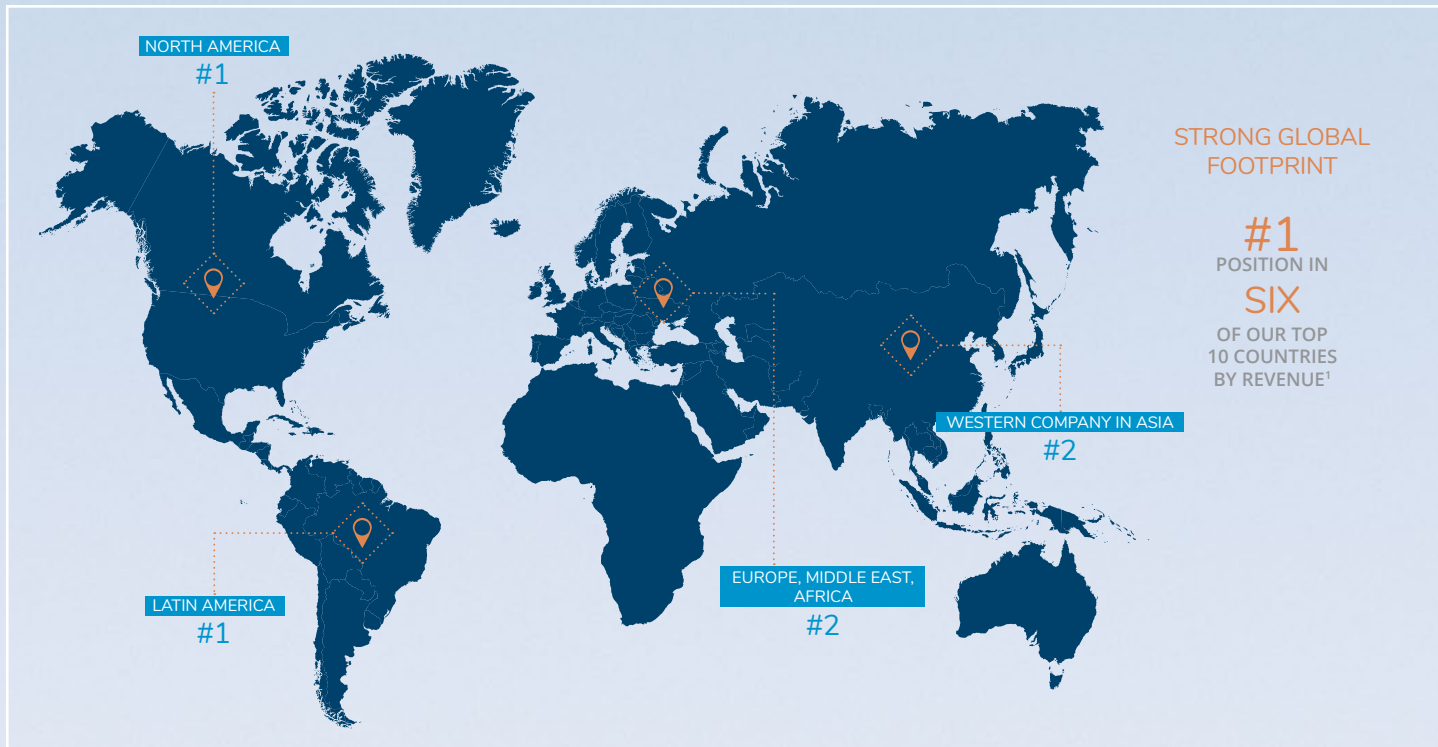 NORTH AMERICA
#1
STRONG GLOBAL
FOOTPRINT
#1
POSITION IN
SIX
OF OUR TOP
10 COUNTRIES
BY REVENUE¹
WESTERN COMPANY IN ASIA
#2
EUROPE, MIDDLE EAST,
AFRICA
#2
LATIN AMERICA
#1